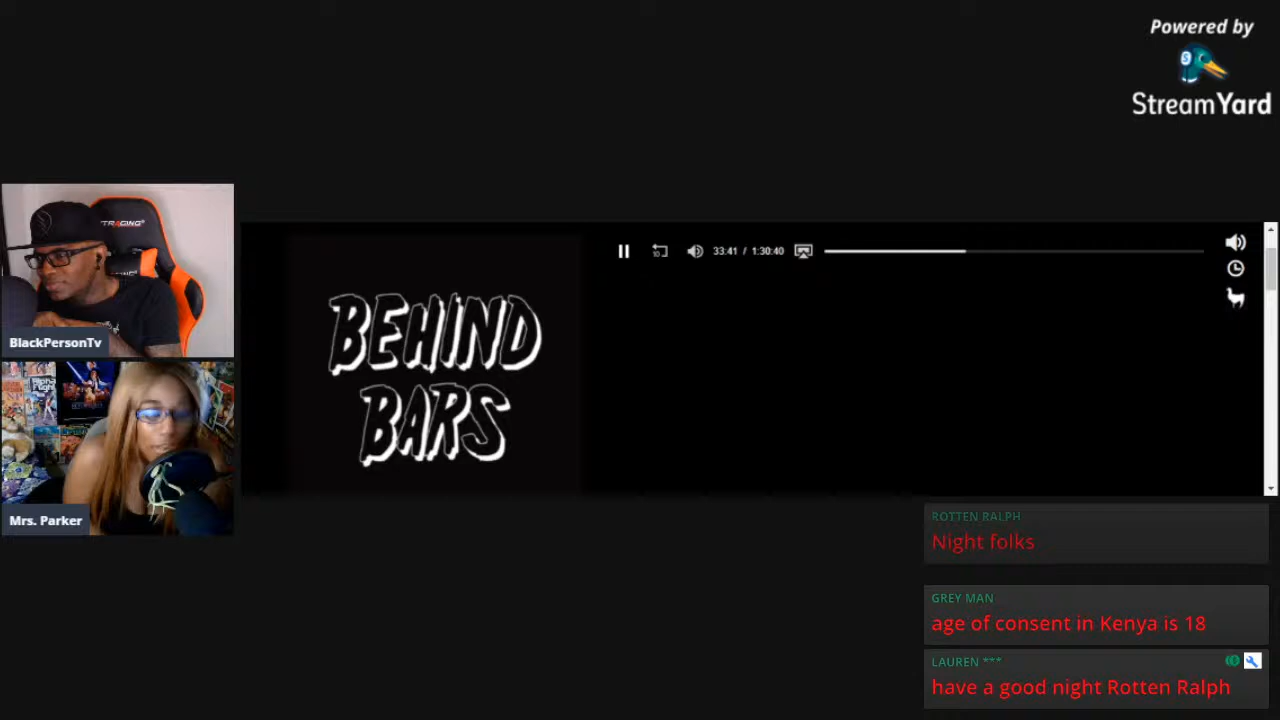 Powered by
StreamYard
BlackPersonTv
33:41 / 1:30:40
BEHIND
BARS
Mrs. Parker
ROTTEN RALPH
Night folks
GREY MAN
age of consent in Kenya is 18
LAUREN ***
have a good night Rotten Ralph